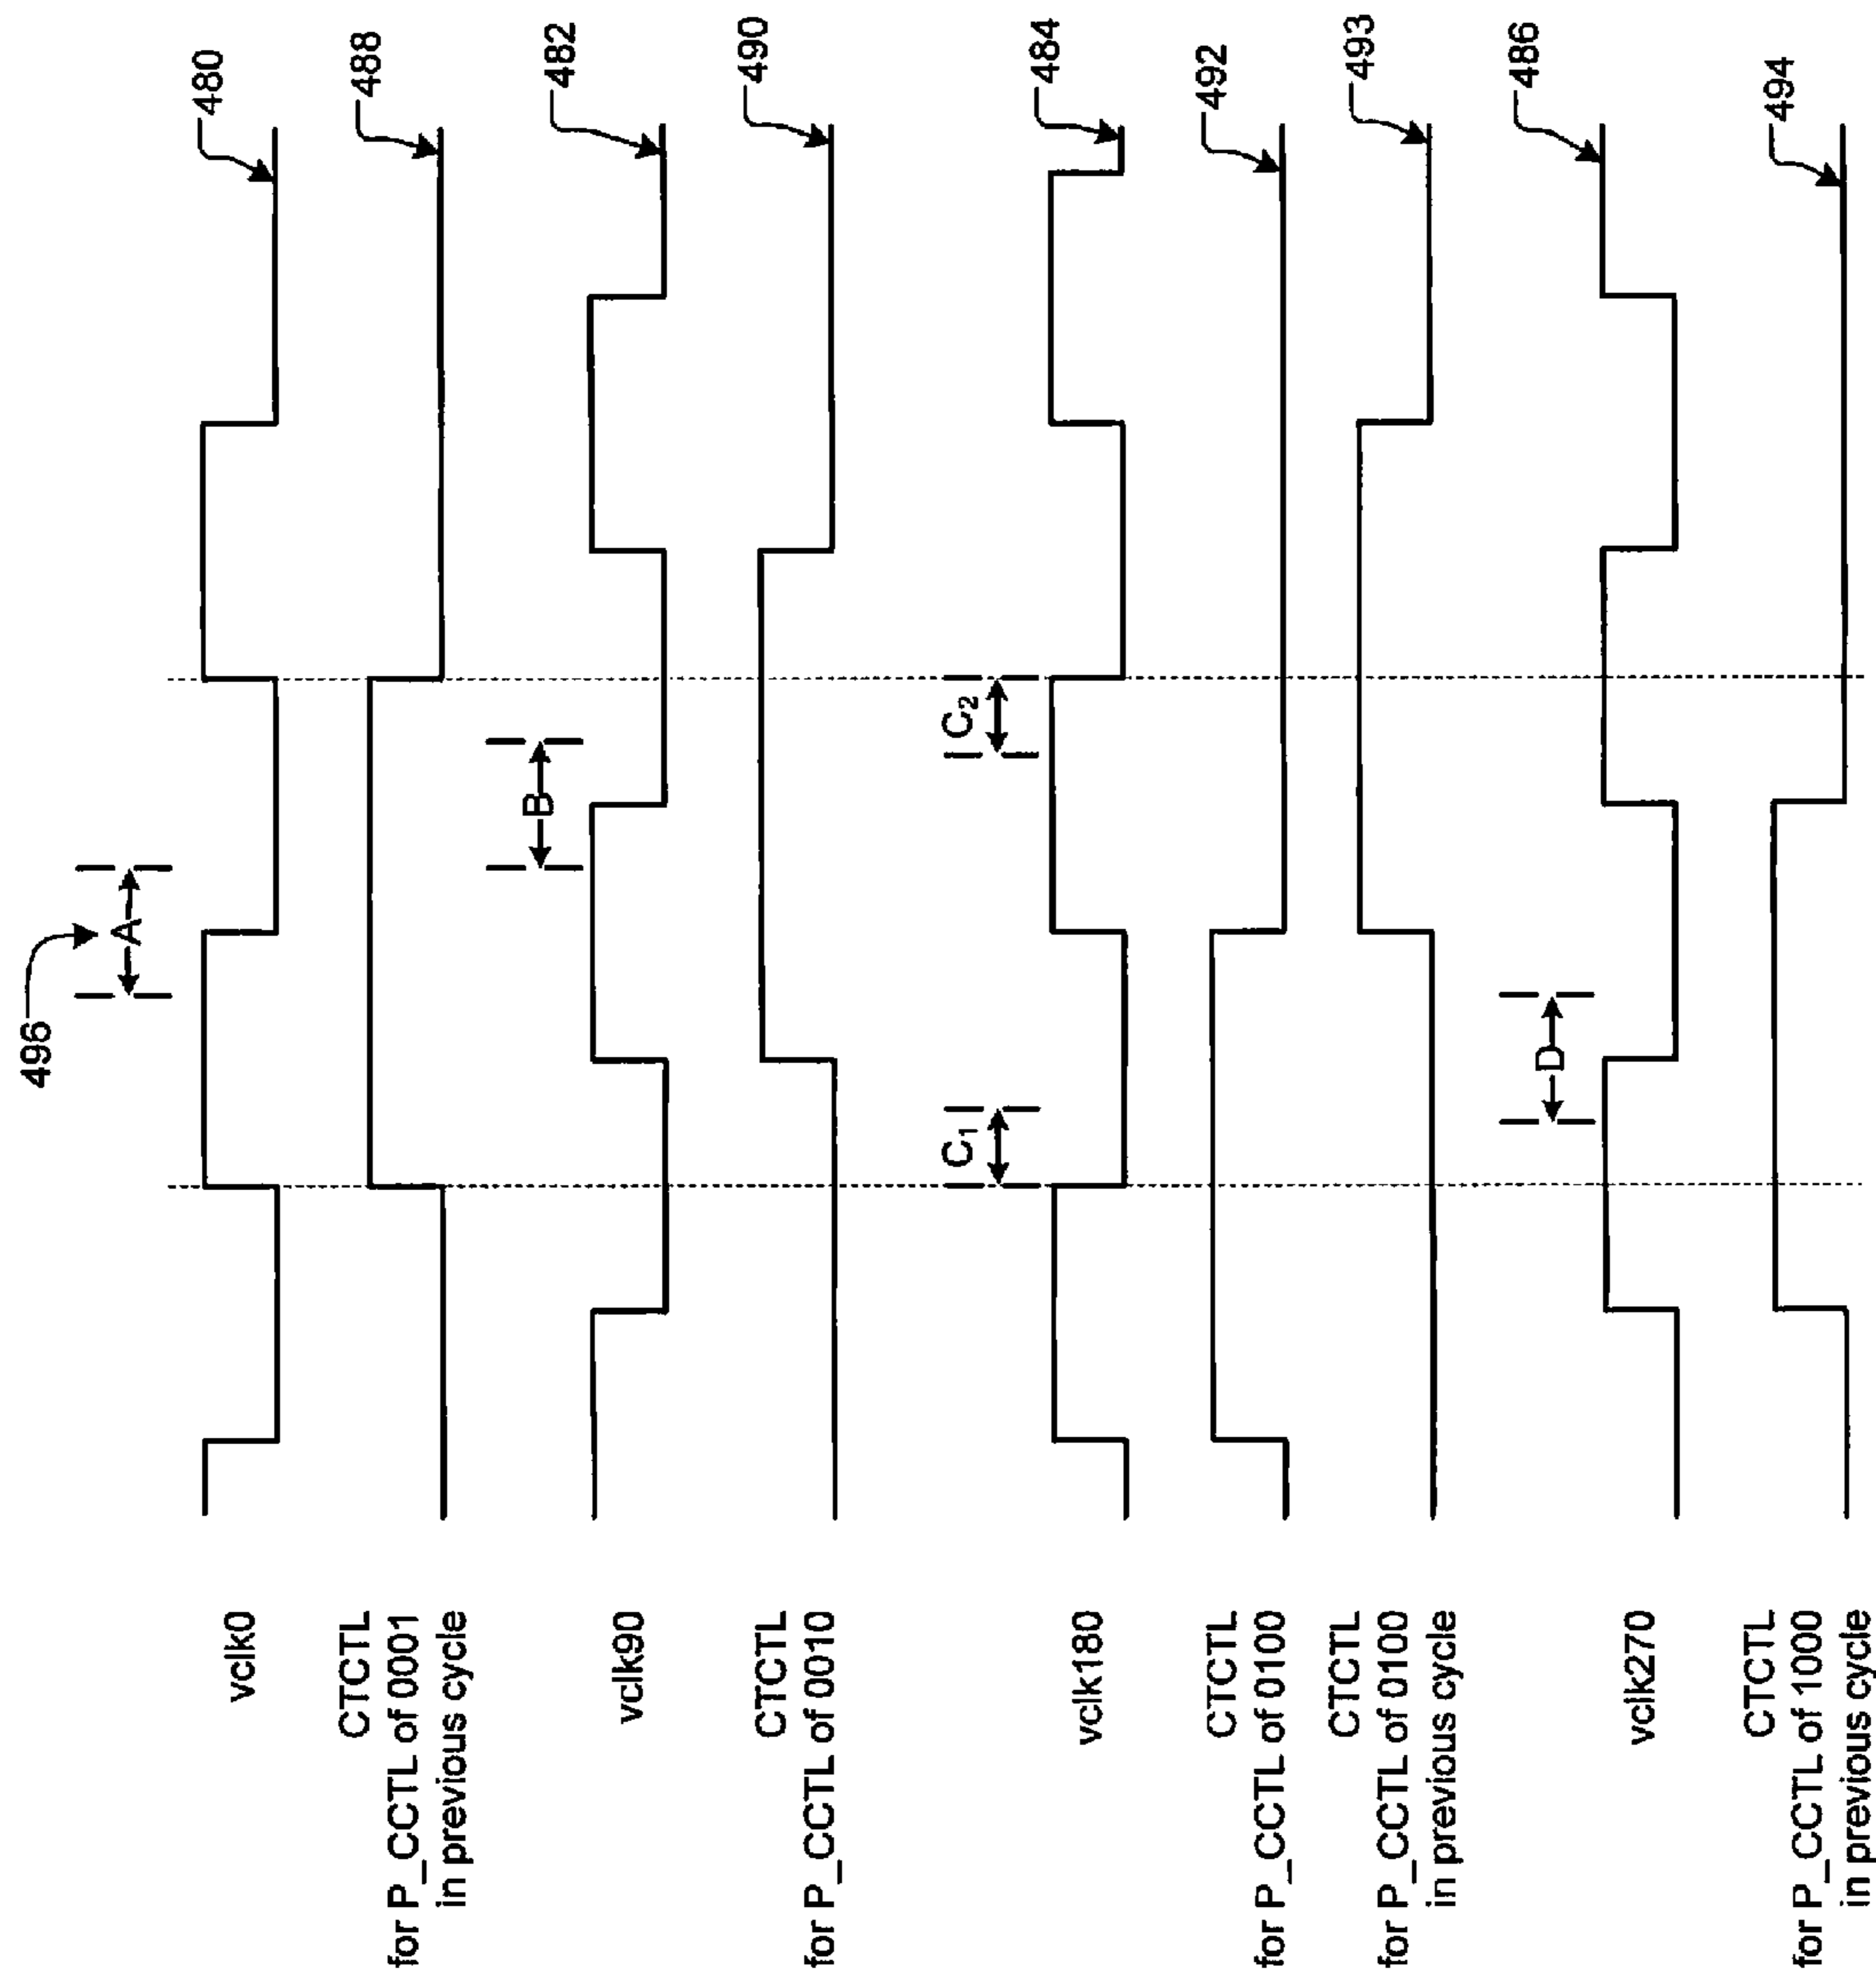 496
A
vclk0
480
CTCTL
for P_CCTL of 0001
in previous cycle
488
B
vclk90
482
CTCTL
for P_CCTL of 0010
490
C₁
C₂
vclk180
484
CTCTL
for P_CCTL of 0100
492
CTCTL
for P_CCTL of 0100
in previous cycle
493
D
vclk270
486
CTCTL
for P_CCTL of 1000
in previous cycle
494